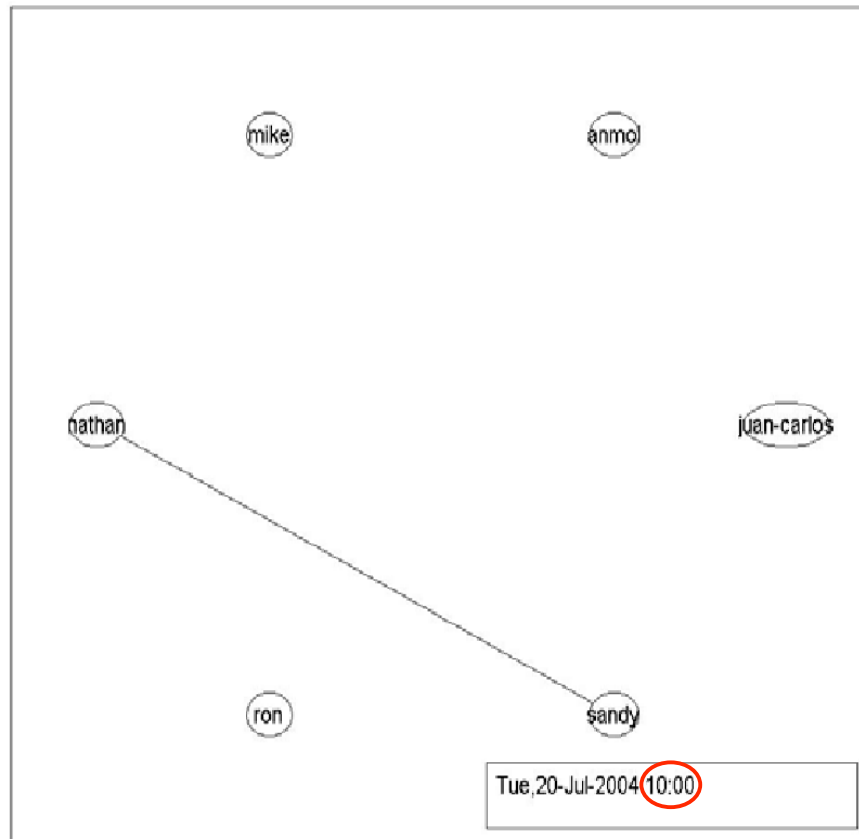 mike
anmol
nathan
juan-carlos
ron
sandy
Tue,20-Jul-2004 10:00